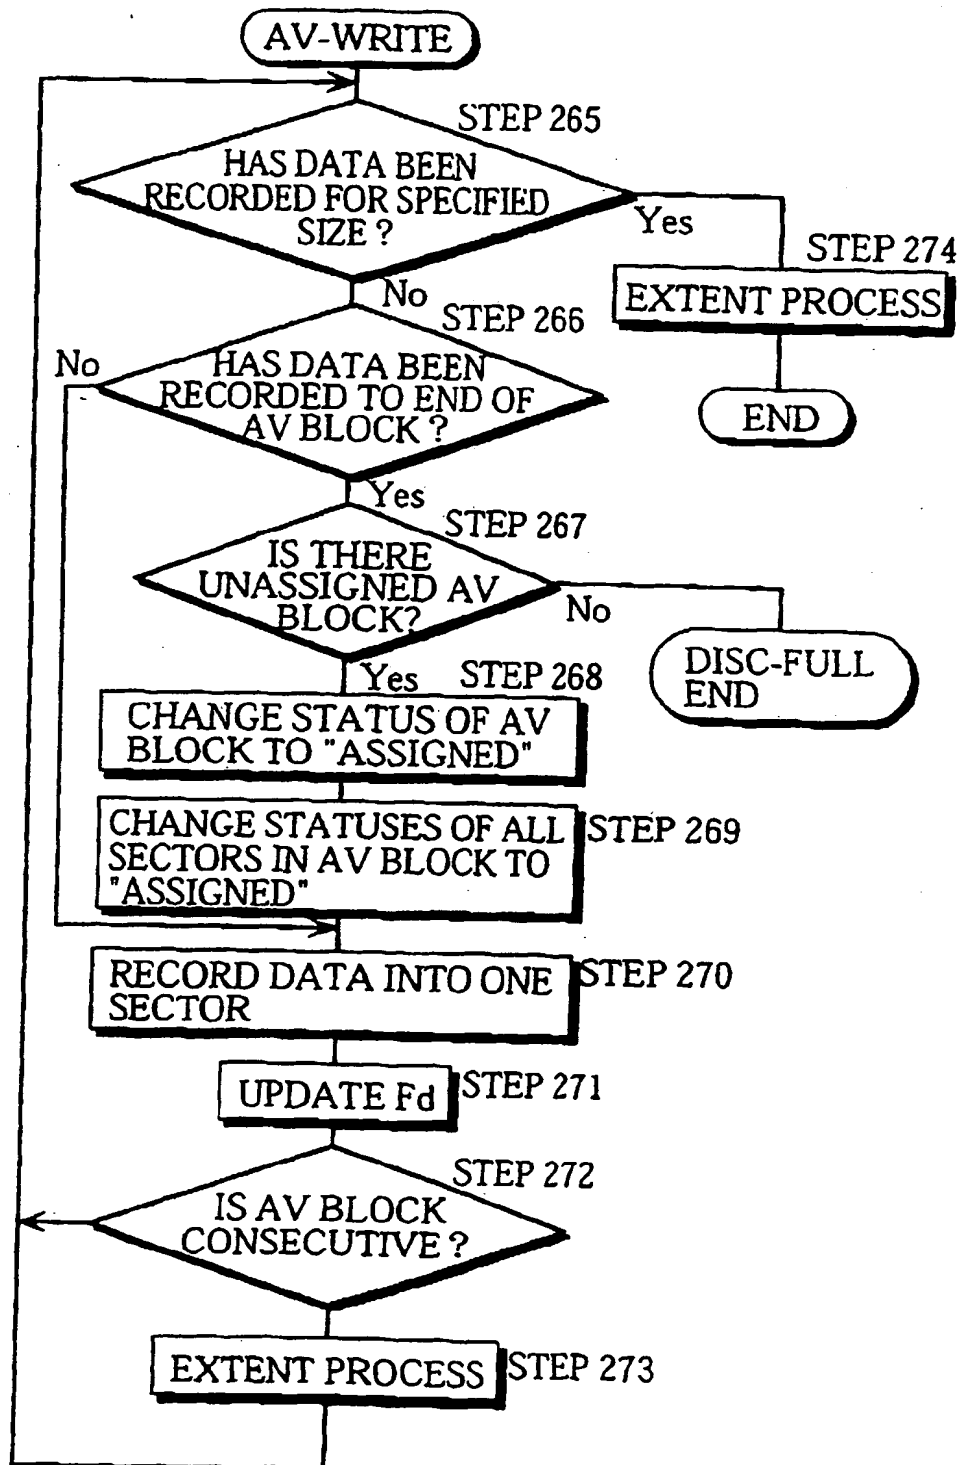 AV-WRITE
STEP 265
HAS DATA BEEN
RECORDED FOR SPECIFIED
SIZE ?
Yes
STEP 274
EXTENT PROCESS
END
No
STEP 266
No
HAS DATA BEEN
RECORDED TO END OF
AV BLOCK ?
Yes
STEP 267
IS THERE
UNASSIGNED AV
BLOCK?
No
DISC-FULL
END
Yes
STEP 268
CHANGE STATUS OF AV
BLOCK TO "ASSIGNED"
CHANGE STATUSES OF ALL
SECTORS IN AV BLOCK TO
"ASSIGNED"
STEP 269
RECORD DATA INTO ONE
SECTOR
STEP 270
UPDATE Fd
STEP 271
STEP 272
IS AV BLOCK
CONSECUTIVE ?
EXTENT PROCESS
STEP 273